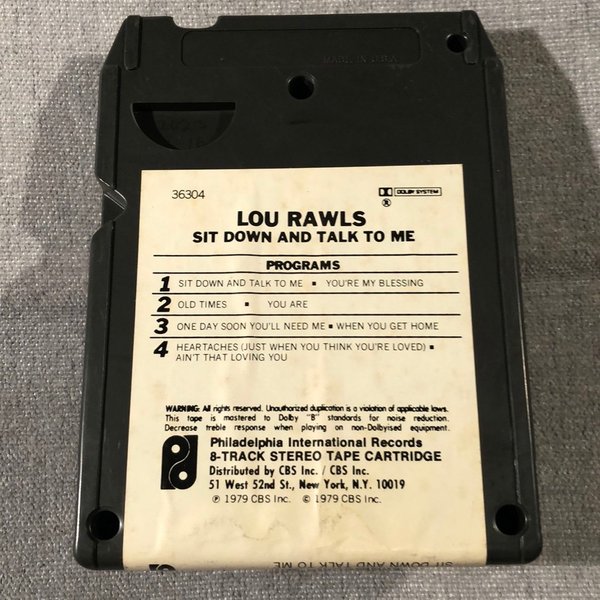 MADE IN U.S.A.
36304
DOLBY SYSTEM
®
LOU RAWLS
SIT DOWN AND TALK TO ME
PROGRAMS
1 SIT DOWN AND TALK TO ME ▪ YOU'RE MY BLESSING
2 OLD TIMES ▪ YOU ARE
3 ONE DAY SOON YOU'LL NEED ME ▪ WHEN YOU GET HOME
4 HEARTACHES (JUST WHEN YOU THINK YOU'RE LOVED) ▪
AIN'T THAT LOVING YOU
WARNING: All rights reserved. Unauthorized duplication is a violation of applicable laws.
This tape is mastered to Dolby "B" standards for noise reduction.
Decrease treble response when playing on non-Dolbyised equipment.
Philadelphia International Records
8-TRACK STEREO TAPE CARTRIDGE
Distributed by CBS Inc. / CBS Inc.
51 West 52nd St., New York, N.Y. 10019
℗ 1979 CBS Inc. © 1979 CBS Inc.
SIT DOWN AND TALK TO ME